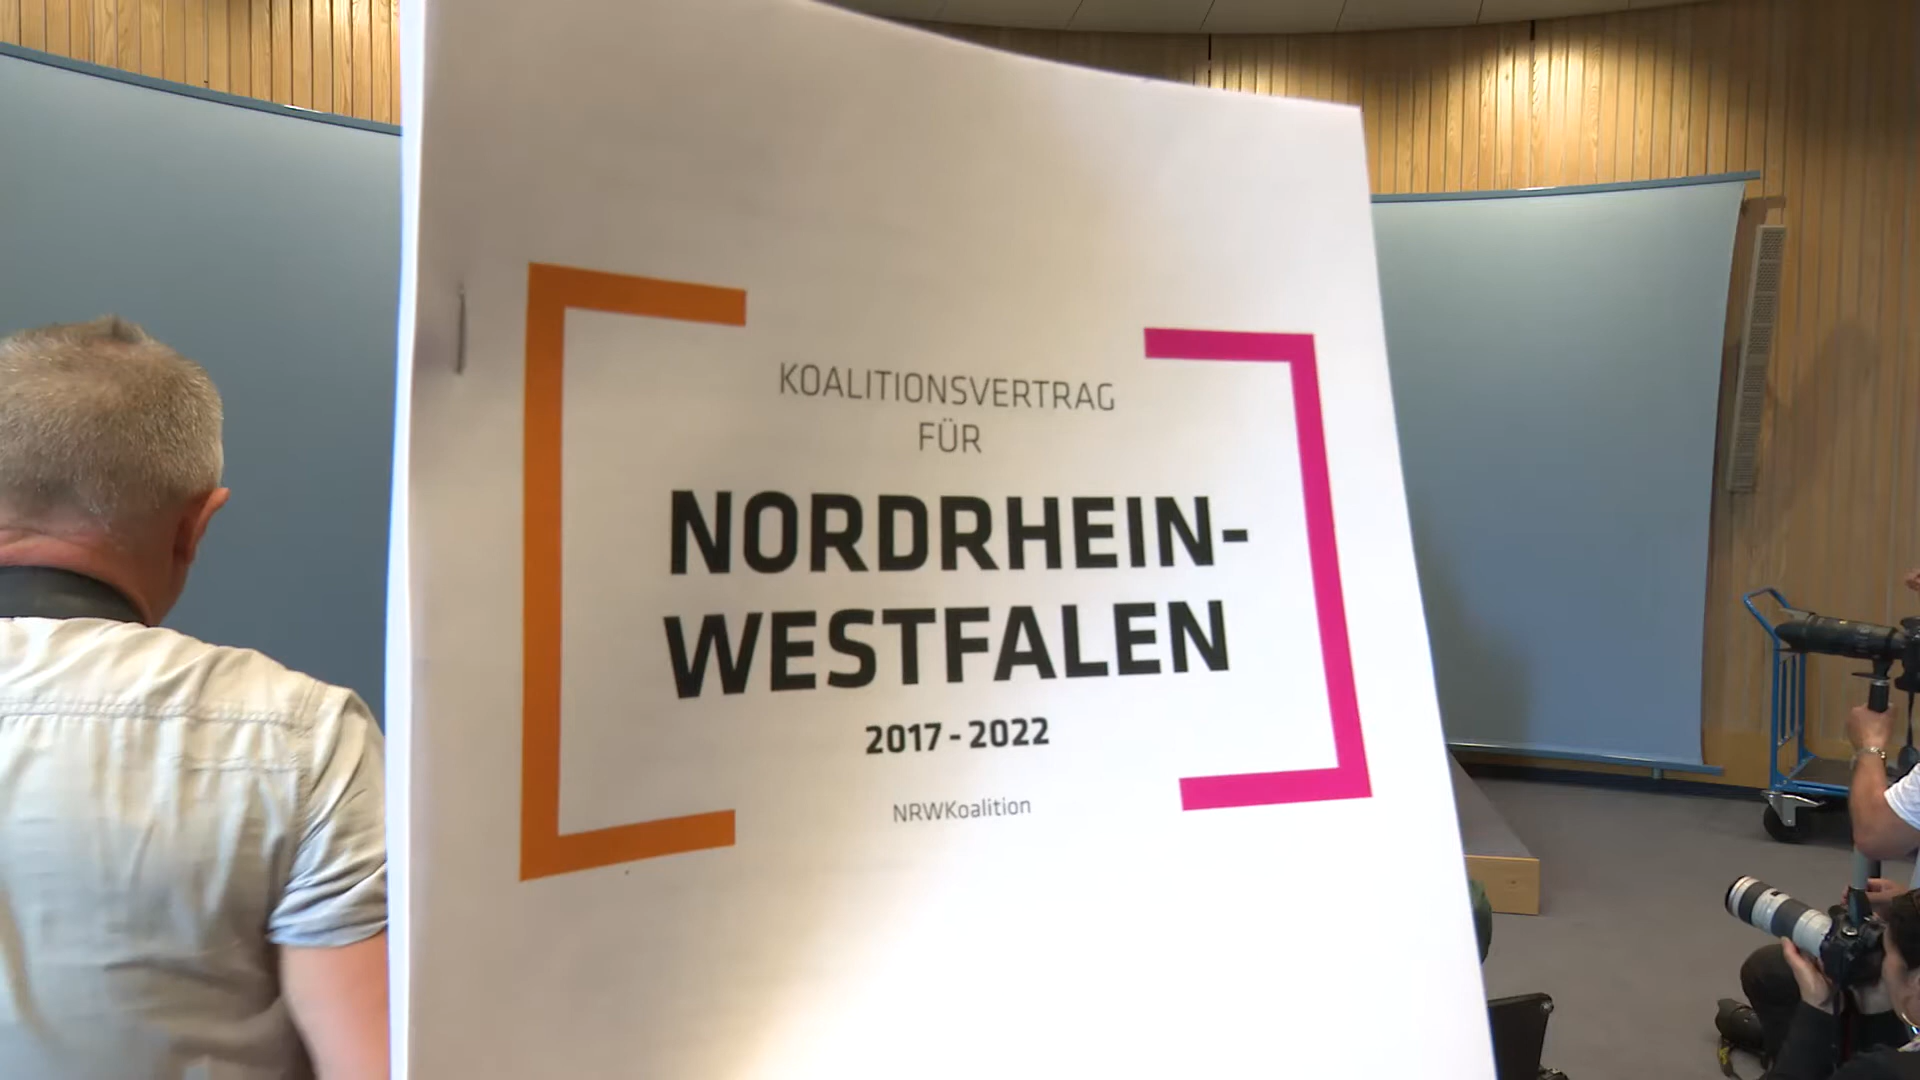 KOALITIONSVERTRAG
FÜR
NORDRHEIN-
WESTFALEN
2017 - 2022
NRWKoalition